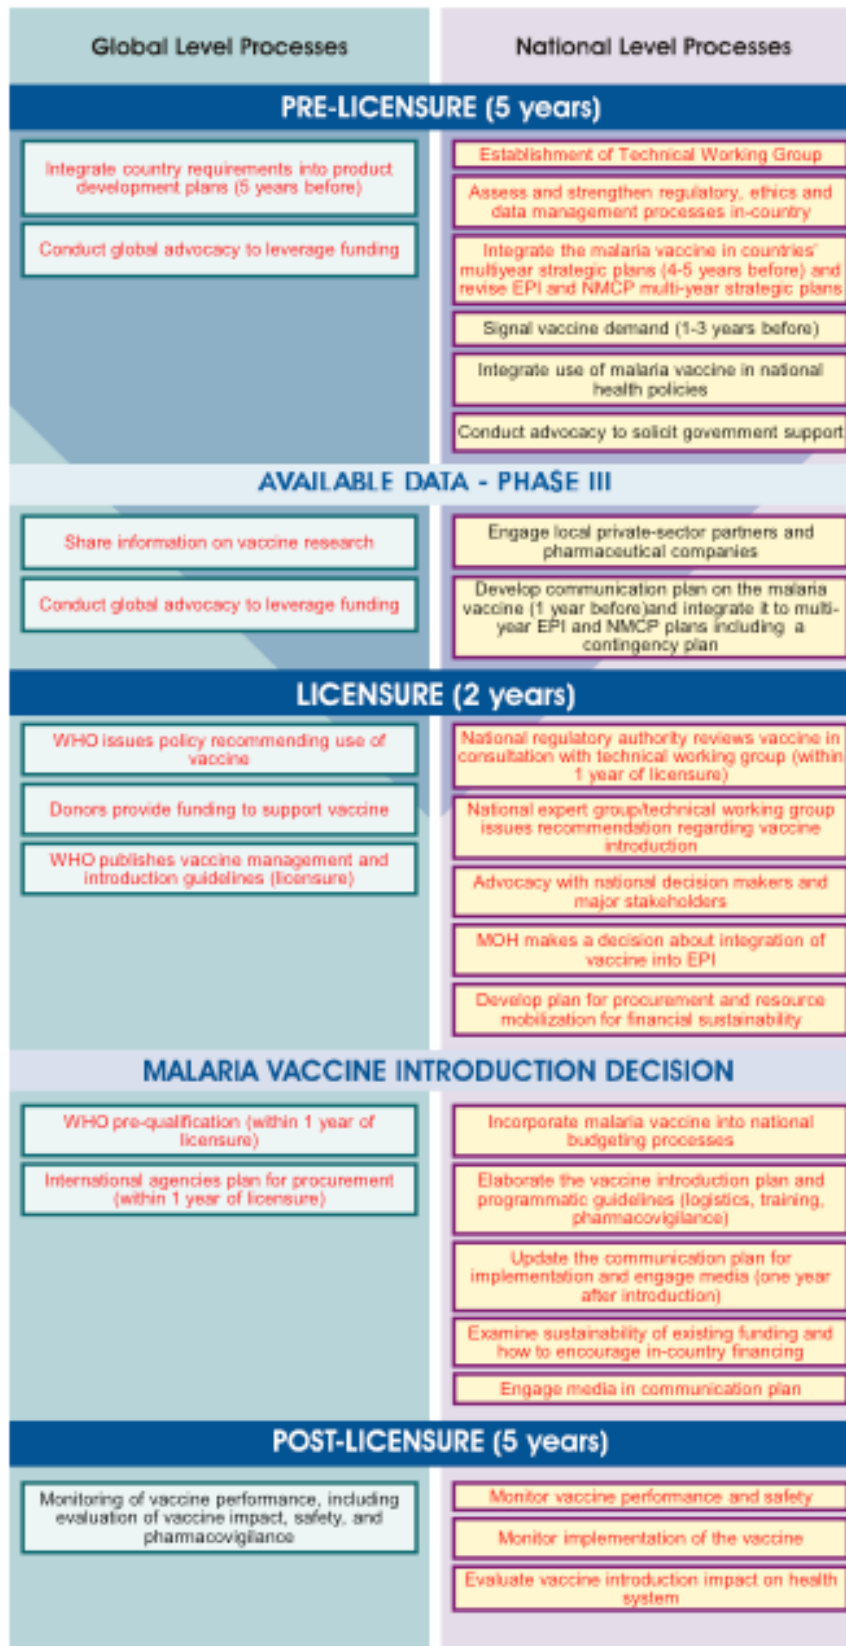 Global Level Processes
National Level Processes
PRE-LICENSURE (5 years)
Integrate country requirements into product
development plans (5 years before)
Conduct global advocacy to leverage funding
Establishment of Technical Working Group
Assess and strengthen regulatory, ethics and
data management processes in-country
Integrate the malaria vaccine in countries'
multiyear strategic plans (4-5 years before) and
revise EPI and NMCP multi-year strategic plans
Signal vaccine demand (1-3 years before)
Integrate use of malaria vaccine in national
health policies
Conduct advocacy to solicit government support
AVAILABLE DATA - PHASE III
Share information on vaccine research
Conduct global advocacy to leverage funding
Engage local private-sector partners and
pharmaceutical companies
Develop communication plan on the malaria
vaccine (1 year before)and integrate it to multi-
year EPI and NMCP plans including a
contingency plan
LICENSURE (2 years)
WHO issues policy recommending use of
vaccine
Donors provide funding to support vaccine
WHO publishes vaccine management and
introduction guidelines (licensure)
National regulatory authority reviews vaccine in
consultation with technical working group (within
1 year of licensure)
National expert group/technical working group
issues recommendation regarding vaccine
introduction
Advocacy with national decision makers and
major stakeholders
MOH makes a decision about integration of
vaccine into EPI
Develop plan for procurement and resource
mobilization for financial sustainability
MALARIA VACCINE INTRODUCTION DECISION
WHO pre-qualification (within 1 year of
licensure)
International agencies plan for procurement
(within 1 year of licensure)
Incorporate malaria vaccine into national
budgeting processes
Elaborate the vaccine introduction plan and
programmatic guidelines (logistics, training,
pharmacovigilance)
Update the communication plan for
implementation and engage media (one year
after introduction)
Examine sustainability of existing funding and
how to encourage in-country financing
Engage media in communication plan
POST-LICENSURE (5 years)
Monitoring of vaccine performance, including
evaluation of vaccine impact, safety, and
pharmacovigilance
Monitor vaccine performance and safety
Monitor implementation of the vaccine
Evaluate vaccine introduction impact on health
system